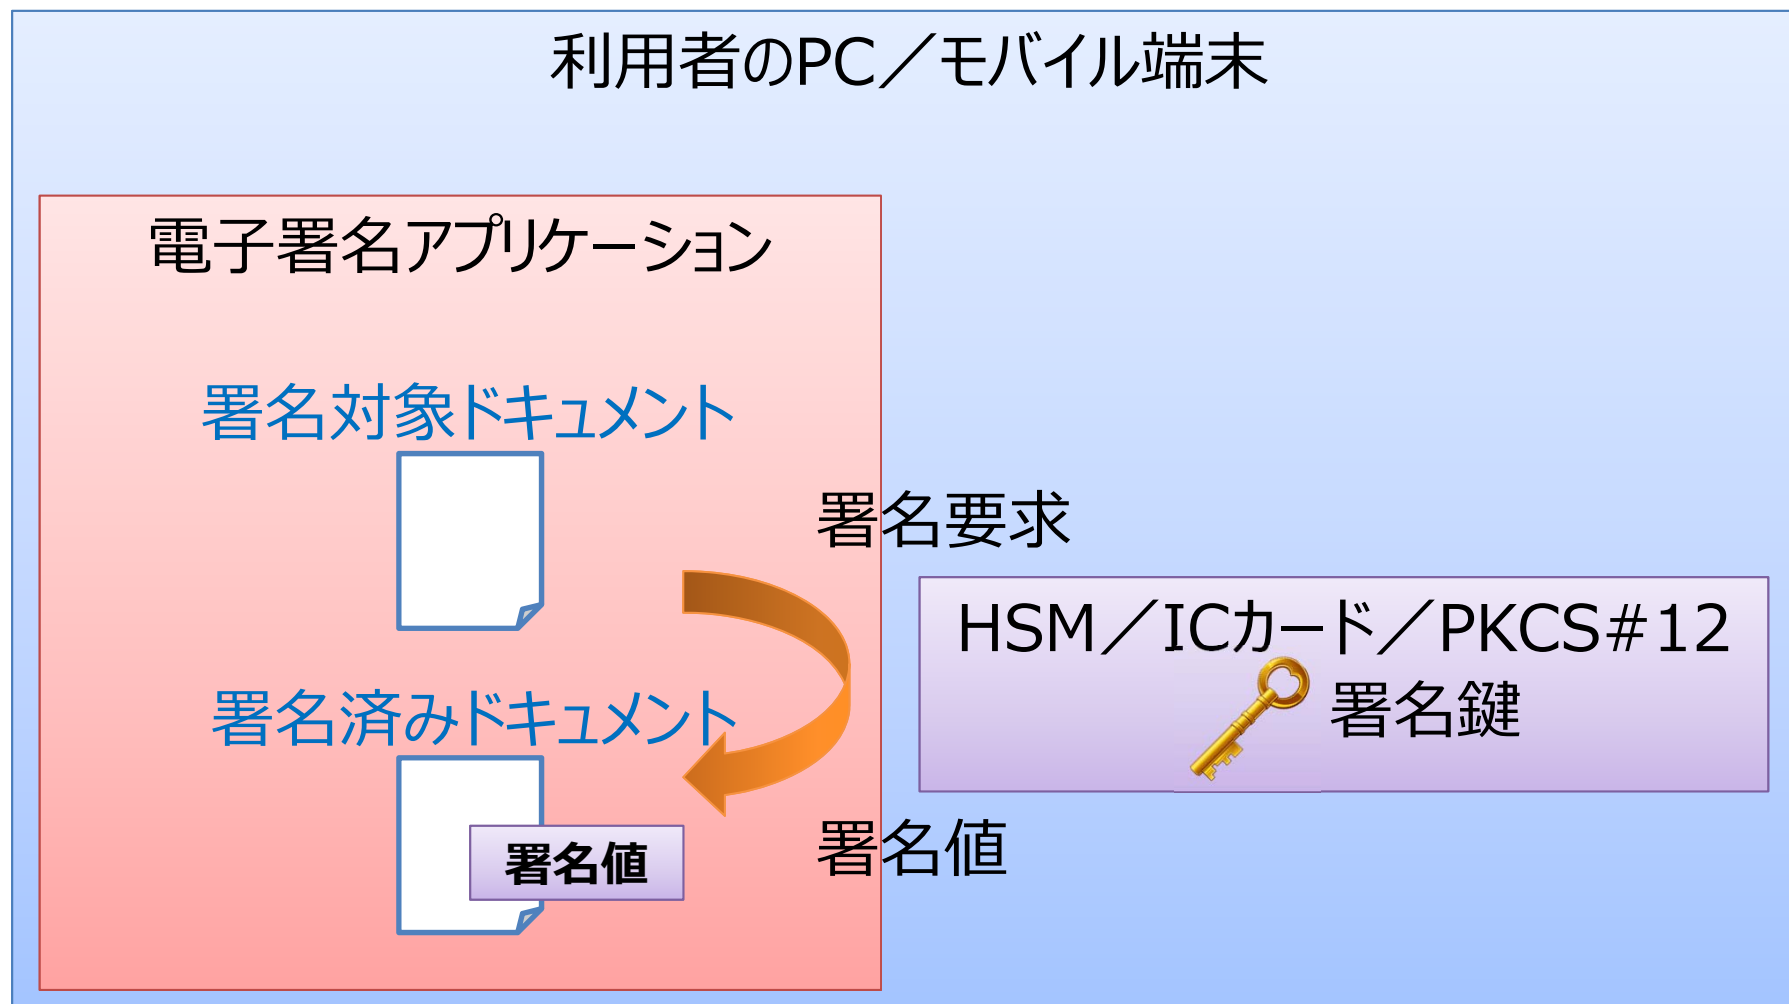 利用者のPC／モバイル端末
電子署名アプリケーション
署名対象ドキュメント
署名要求
HSM／ICカード／PKCS#12
署名鍵
署名済みドキュメント
署名値
署名値